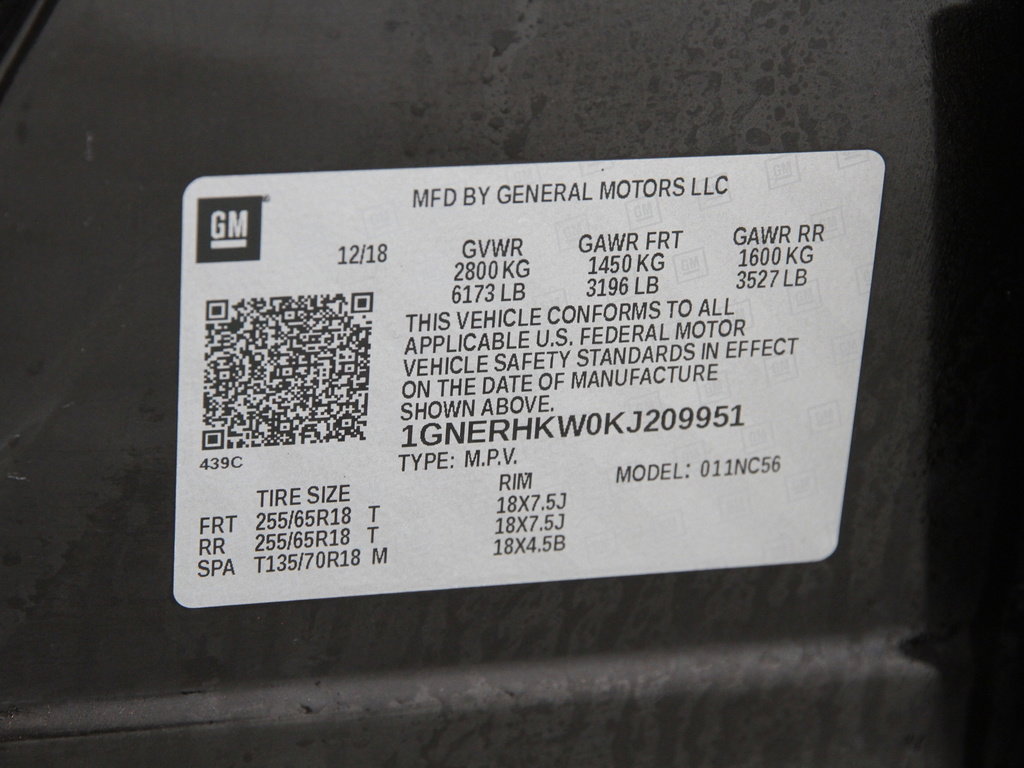 MFD BY GENERAL MOTORS LLC
GM
12/18
GVWR GAWR FRT GAWR RR
2800 KG 1450 KG 1600 KG
6173 LB 3196 LB 3527 LB
THIS VEHICLE CONFORMS TO ALL
APPLICABLE U.S. FEDERAL MOTOR
VEHICLE SAFETY STANDARDS IN EFFECT
ON THE DATE OF MANUFACTURE
SHOWN ABOVE.
1GNERHKW0KJ209951
439C
TYPE: M.P.V. MODEL: 011NC56
TIRE SIZE RIM
FRT 255/65R18 T 18X7.5J
RR 255/65R18 T 18X7.5J
SPA T135/70R18 M 18X4.5B